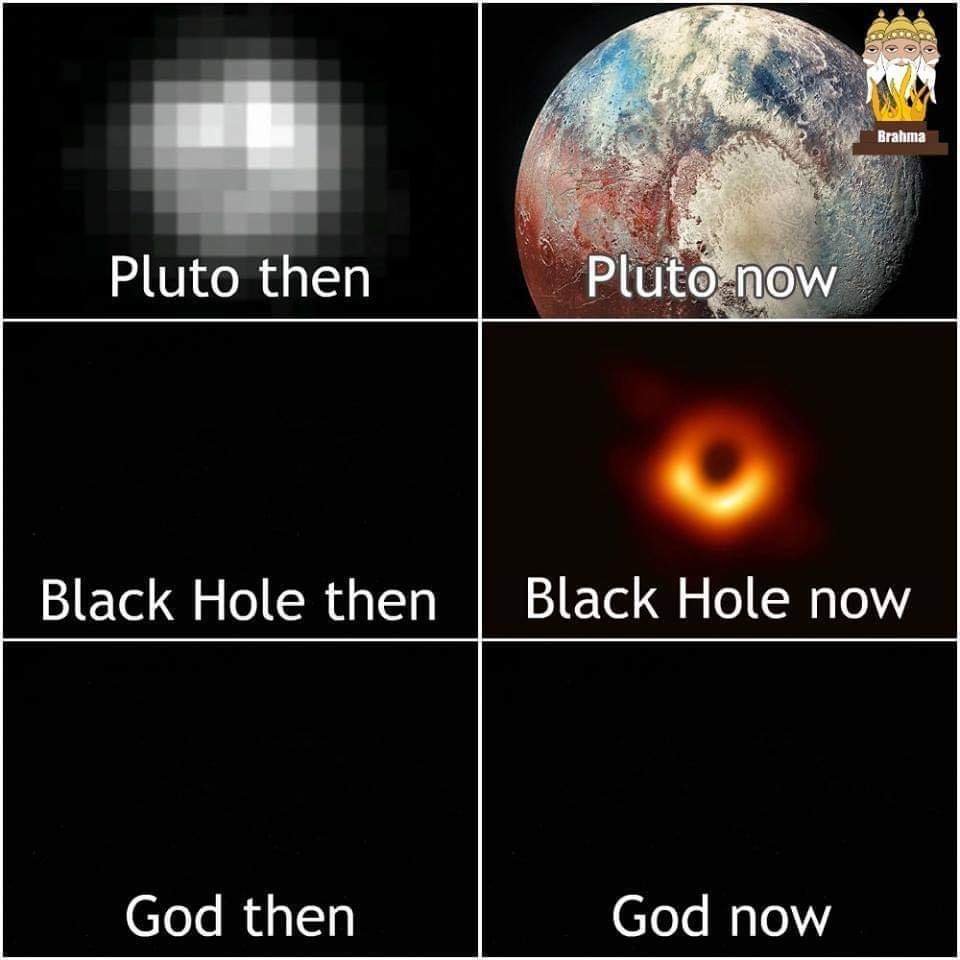 Brahma
Pluto then
Pluto now
Black Hole then
Black Hole now
God then
God now